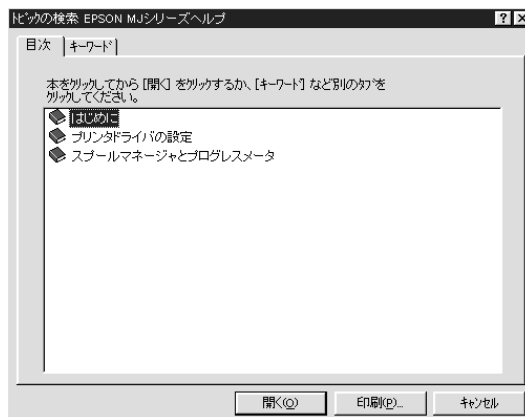 ﾄﾋﾟｯｸの検索 EPSON MJシリーズヘルプ
目次
ｷｰﾜｰﾄﾞ
本をｸﾘｯｸしてから [開く] をｸﾘｯｸするか、[ｷｰﾜｰﾄﾞ] など別のﾀﾌﾞを
ｸﾘｯｸしてください。
はじめに
プリンタドライバの設定
スプールマネージャとプログレスメータ
開く(O)
印刷(P)...
ｷｬﾝｾﾙ